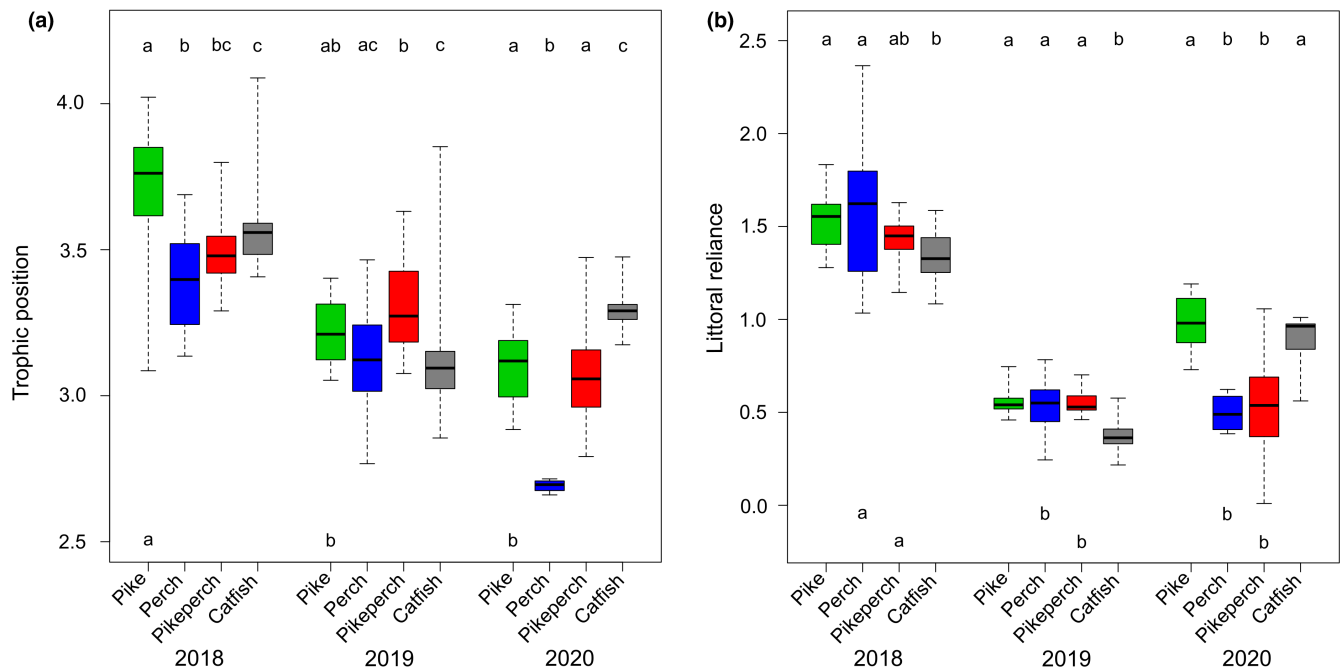 (a)
a b bc c ab ac b c a b a c
4.0
3.5
3.0
2.5
Trophic position
a b b
Pike Perch Pikeperch Catfish Pike Perch Pikeperch Catfish Pike Perch Pikeperch Catfish
2018 2019 2020
(b)
a a ab b a a a b a b b a
2.5
2.0
1.5
1.0
0.5
0.0
Littoral reliance
a b b
a b b
Pike Perch Pikeperch Catfish Pike Perch Pikeperch Catfish Pike Perch Pikeperch Catfish
2018 2019 2020